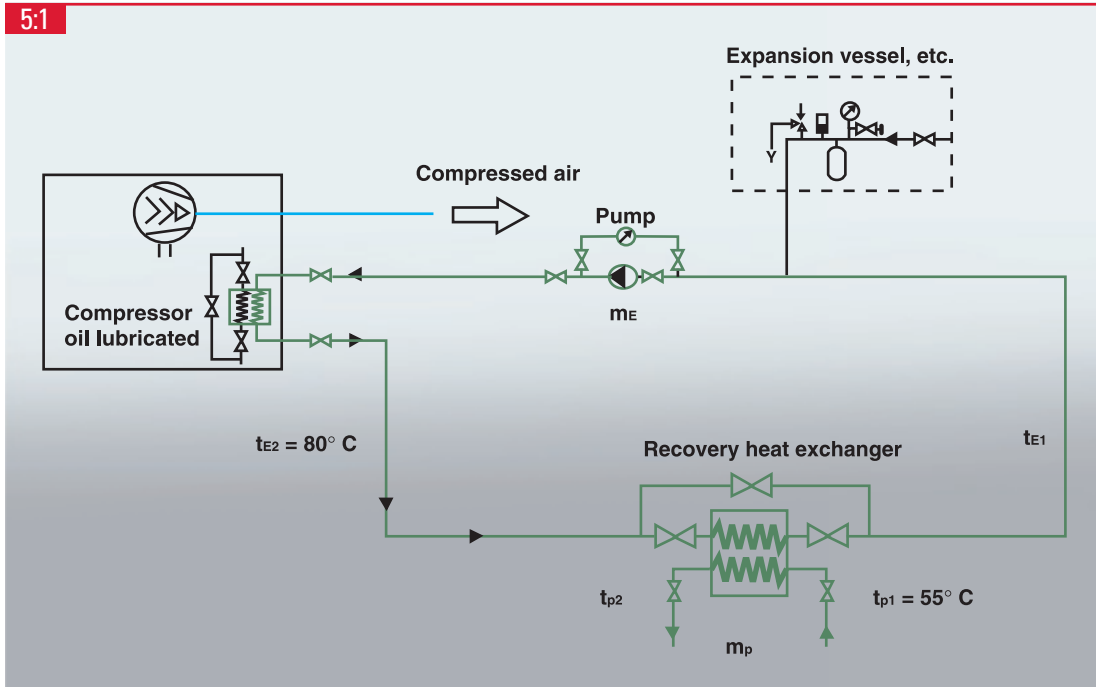 5:1
Expansion vessel, etc.
Y
Compressed air
Pump
mE
Compressor
oil lubricated
tE2 = 80° C
tE1
Recovery heat exchanger
tp2
tp1 = 55° C
mp